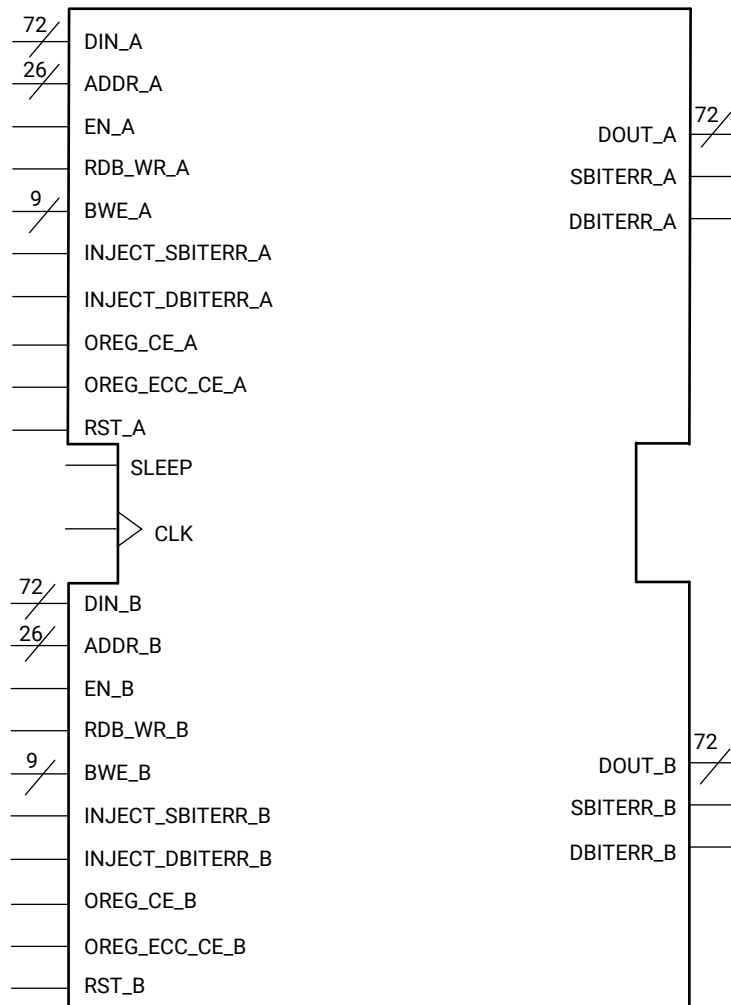 72
DIN_A
26
ADDR_A
EN_A
72
DOUT_A
RDB_WR_A
SBITERR_A
9
BWE_A
DBITERR_A
INJECT_SBITERR_A
INJECT_DBITERR_A
OREG_CE_A
OREG_ECC_CE_A
RST_A
SLEEP
CLK
72
DIN_B
26
ADDR_B
EN_B
RDB_WR_B
72
DOUT_B
9
BWE_B
SBITERR_B
INJECT_SBITERR_B
DBITERR_B
INJECT_DBITERR_B
OREG_CE_B
OREG_ECC_CE_B
RST_B